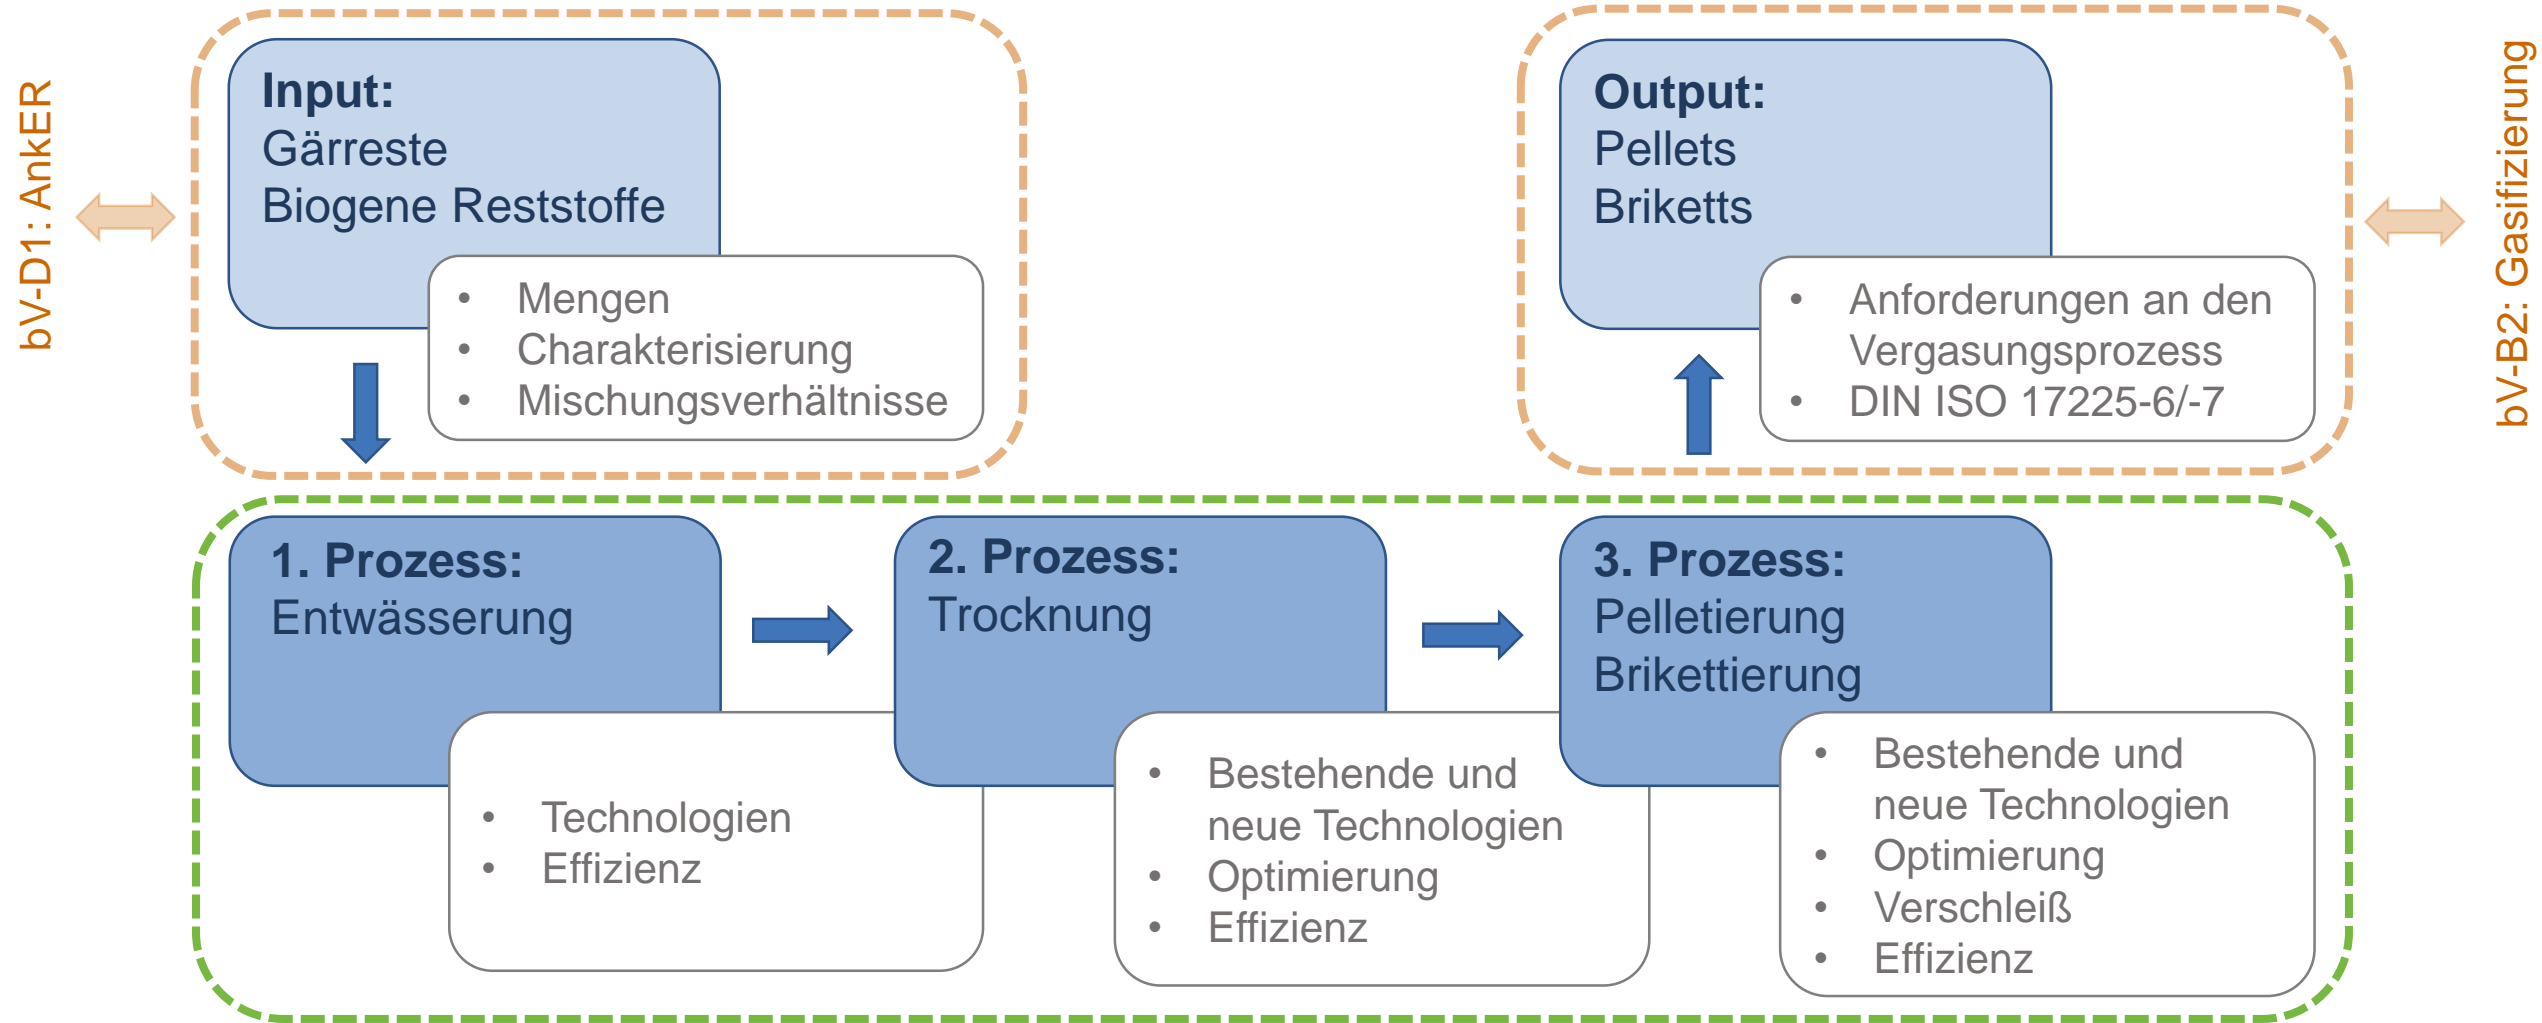 bV-D1: AnkER
Input:
Gärreste
Biogene Reststoffe
• Mengen
• Charakterisierung
• Mischungsverhältnisse
Output:
Pellets
Briketts
• Anforderungen an den
Vergasungsprozess
• DIN ISO 17225-6/-7
bV-B2: Gasifizierung
1. Prozess:
Entwässerung
• Technologien
• Effizienz
2. Prozess:
Trocknung
• Bestehende und
neue Technologien
• Optimierung
• Effizienz
3. Prozess:
Pelletierung
Brikettierung
• Bestehende und
neue Technologien
• Optimierung
• Verschleiß
• Effizienz